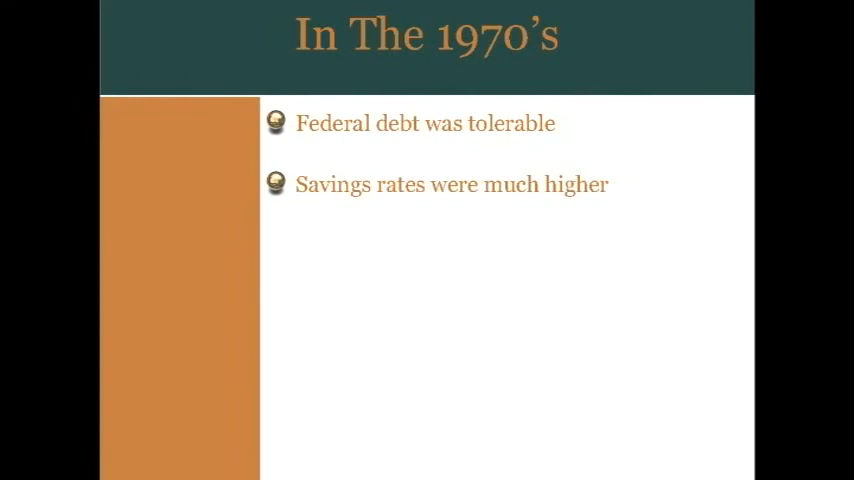 In The 1970’s
Federal debt was tolerable
Savings rates were much higher